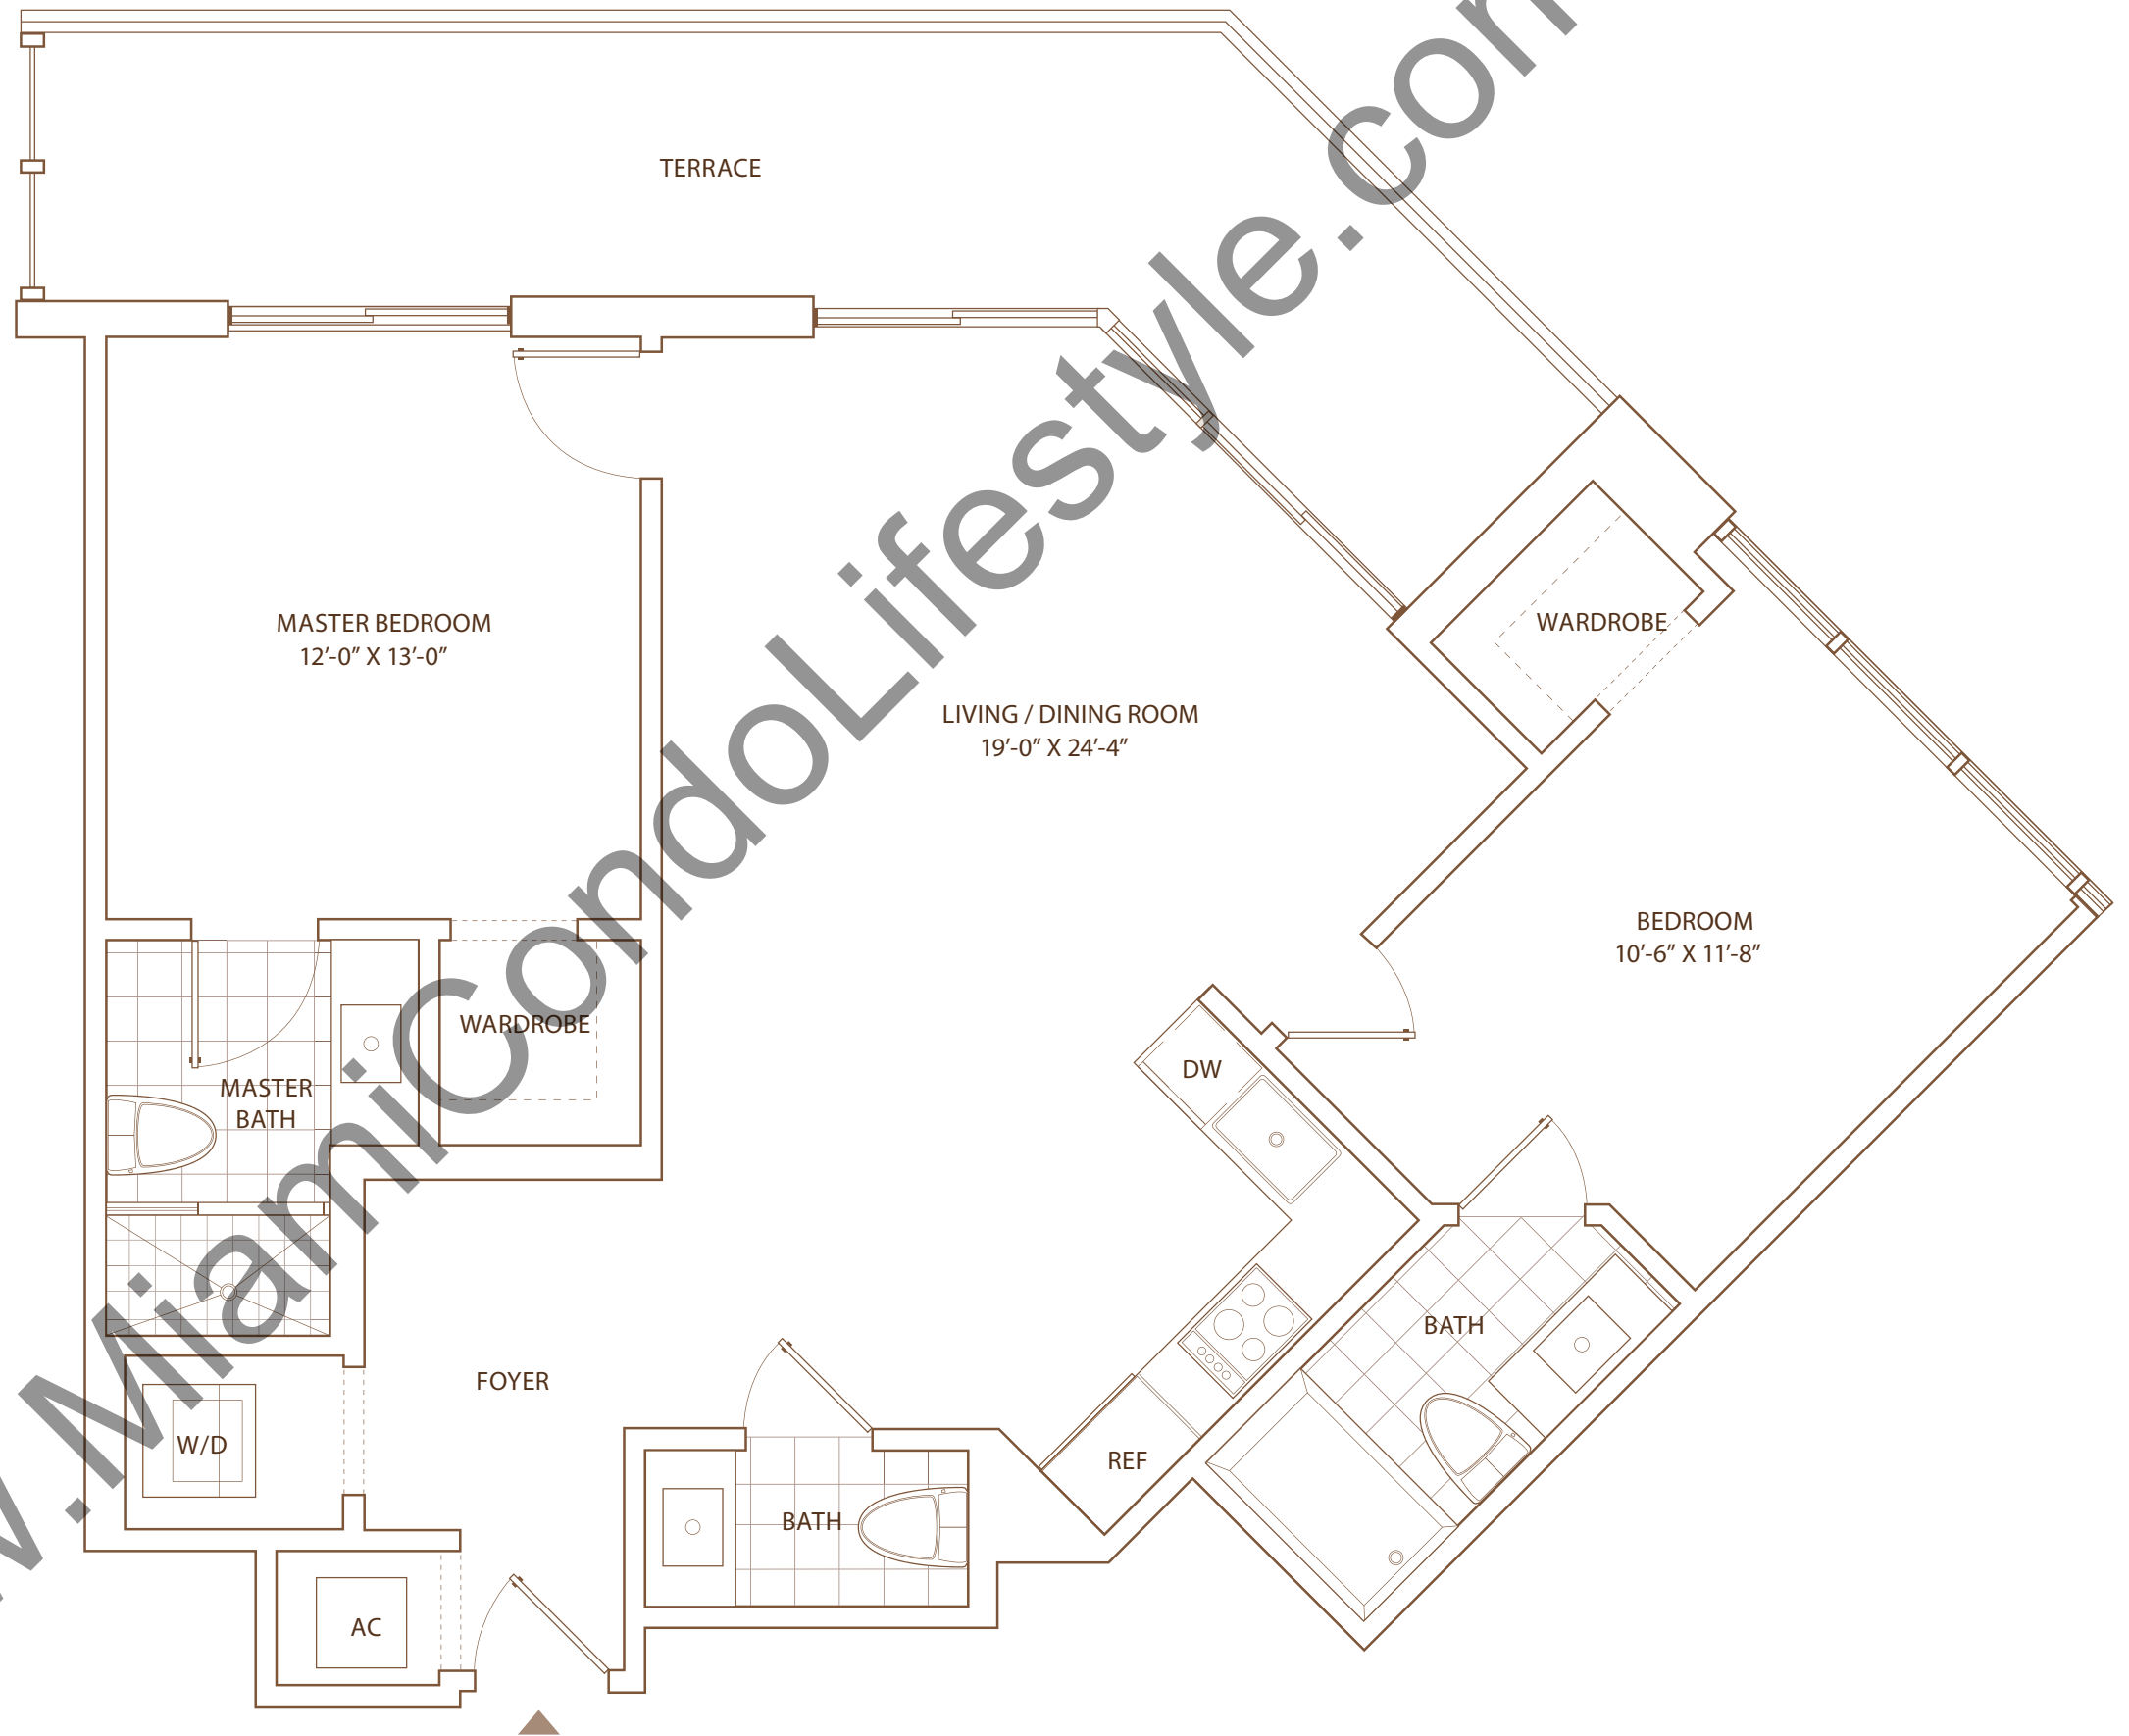 TERRACE
MASTER BEDROOM
12’-0” X 13’-0”
WARDROBE
LIVING / DINING ROOM
19’-0” X 24’-4”
BEDROOM
10’-6” X 11’-8”
WARDROBE
DW
MASTER
BATH
BATH
FOYER
W/D
REF
BATH
AC
w.MiamiCondoLifestyle.com